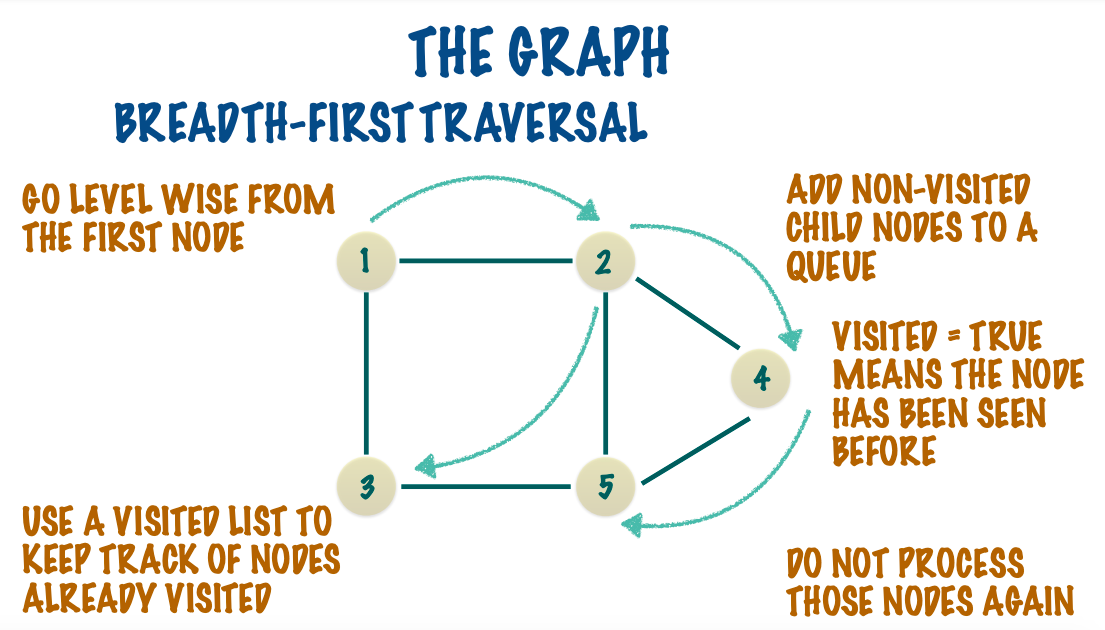 THE GRAPH
BREADTH-FIRST TRAVERSAL
GO LEVEL WISE FROM
THE FIRST NODE
ADD NON-VISITED
CHILD NODES TO A
QUEUE
1
2
VISITED = TRUE
MEANS THE NODE
HAS BEEN SEEN
BEFORE
4
3
5
USE A VISITED LIST TO
KEEP TRACK OF NODES
ALREADY VISITED
DO NOT PROCESS
THOSE NODES AGAIN